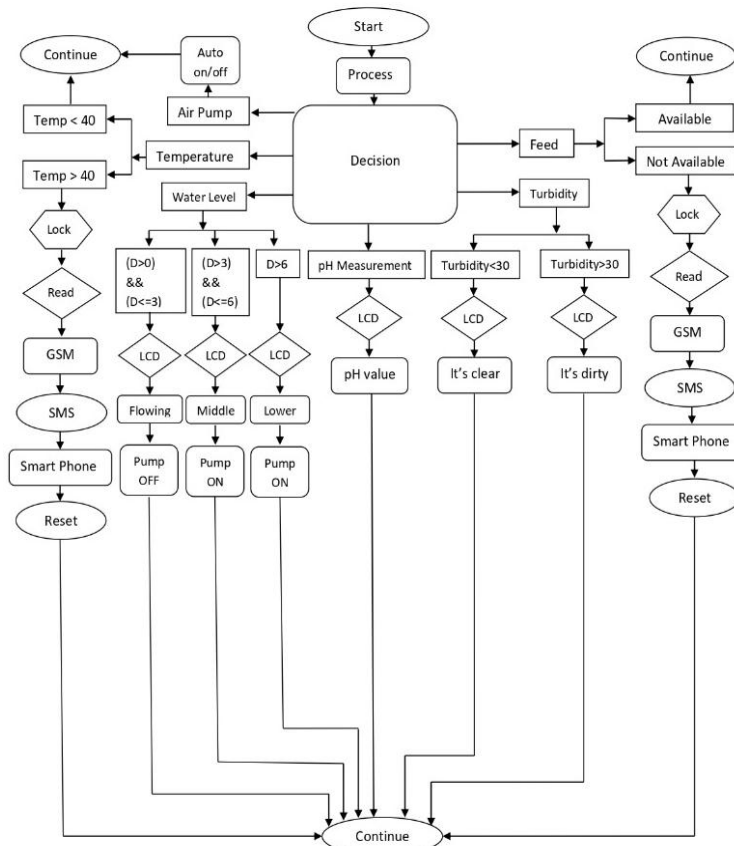 Start
Process
Decision
Continue
Auto
on/off
Air Pump
Temp < 40
Temperature
Temp > 40
Lock
Read
GSM
SMS
Smart Phone
Reset
Water Level
(D>0)
&&
(D<=3)
LCD
Flowing
Pump
OFF
(D>3)
&&
(D<=6)
LCD
Middle
Pump
ON
D>6
LCD
Lower
Pump
ON
pH Measurement
LCD
pH value
Turbidity
Turbidity<30
LCD
It's clear
Turbidity>30
LCD
It's dirty
Feed
Continue
Available
Not Available
Lock
Read
GSM
SMS
Smart Phone
Reset
Continue